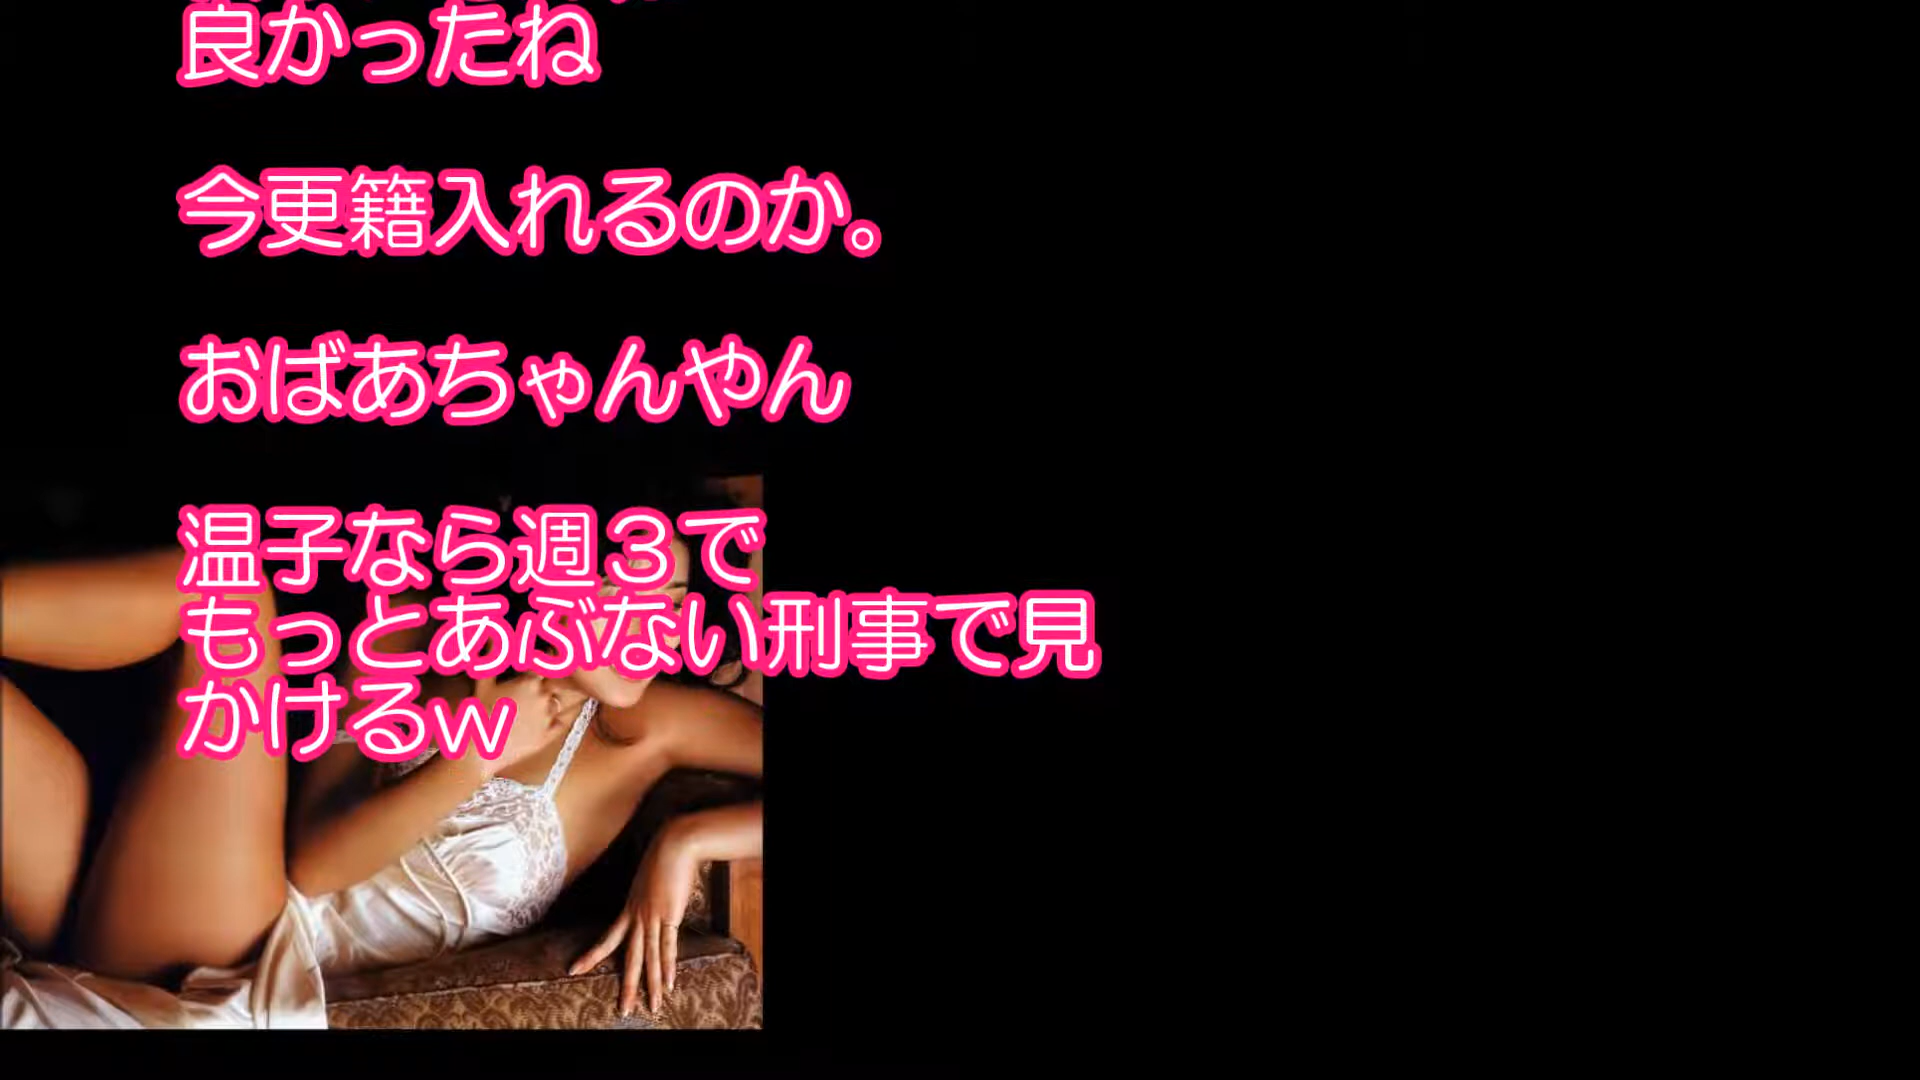 良かったね
今更籍入れるのか。
おばあちゃんやん
温子なら週３で
もっとあぶない刑事で見
かけるｗ